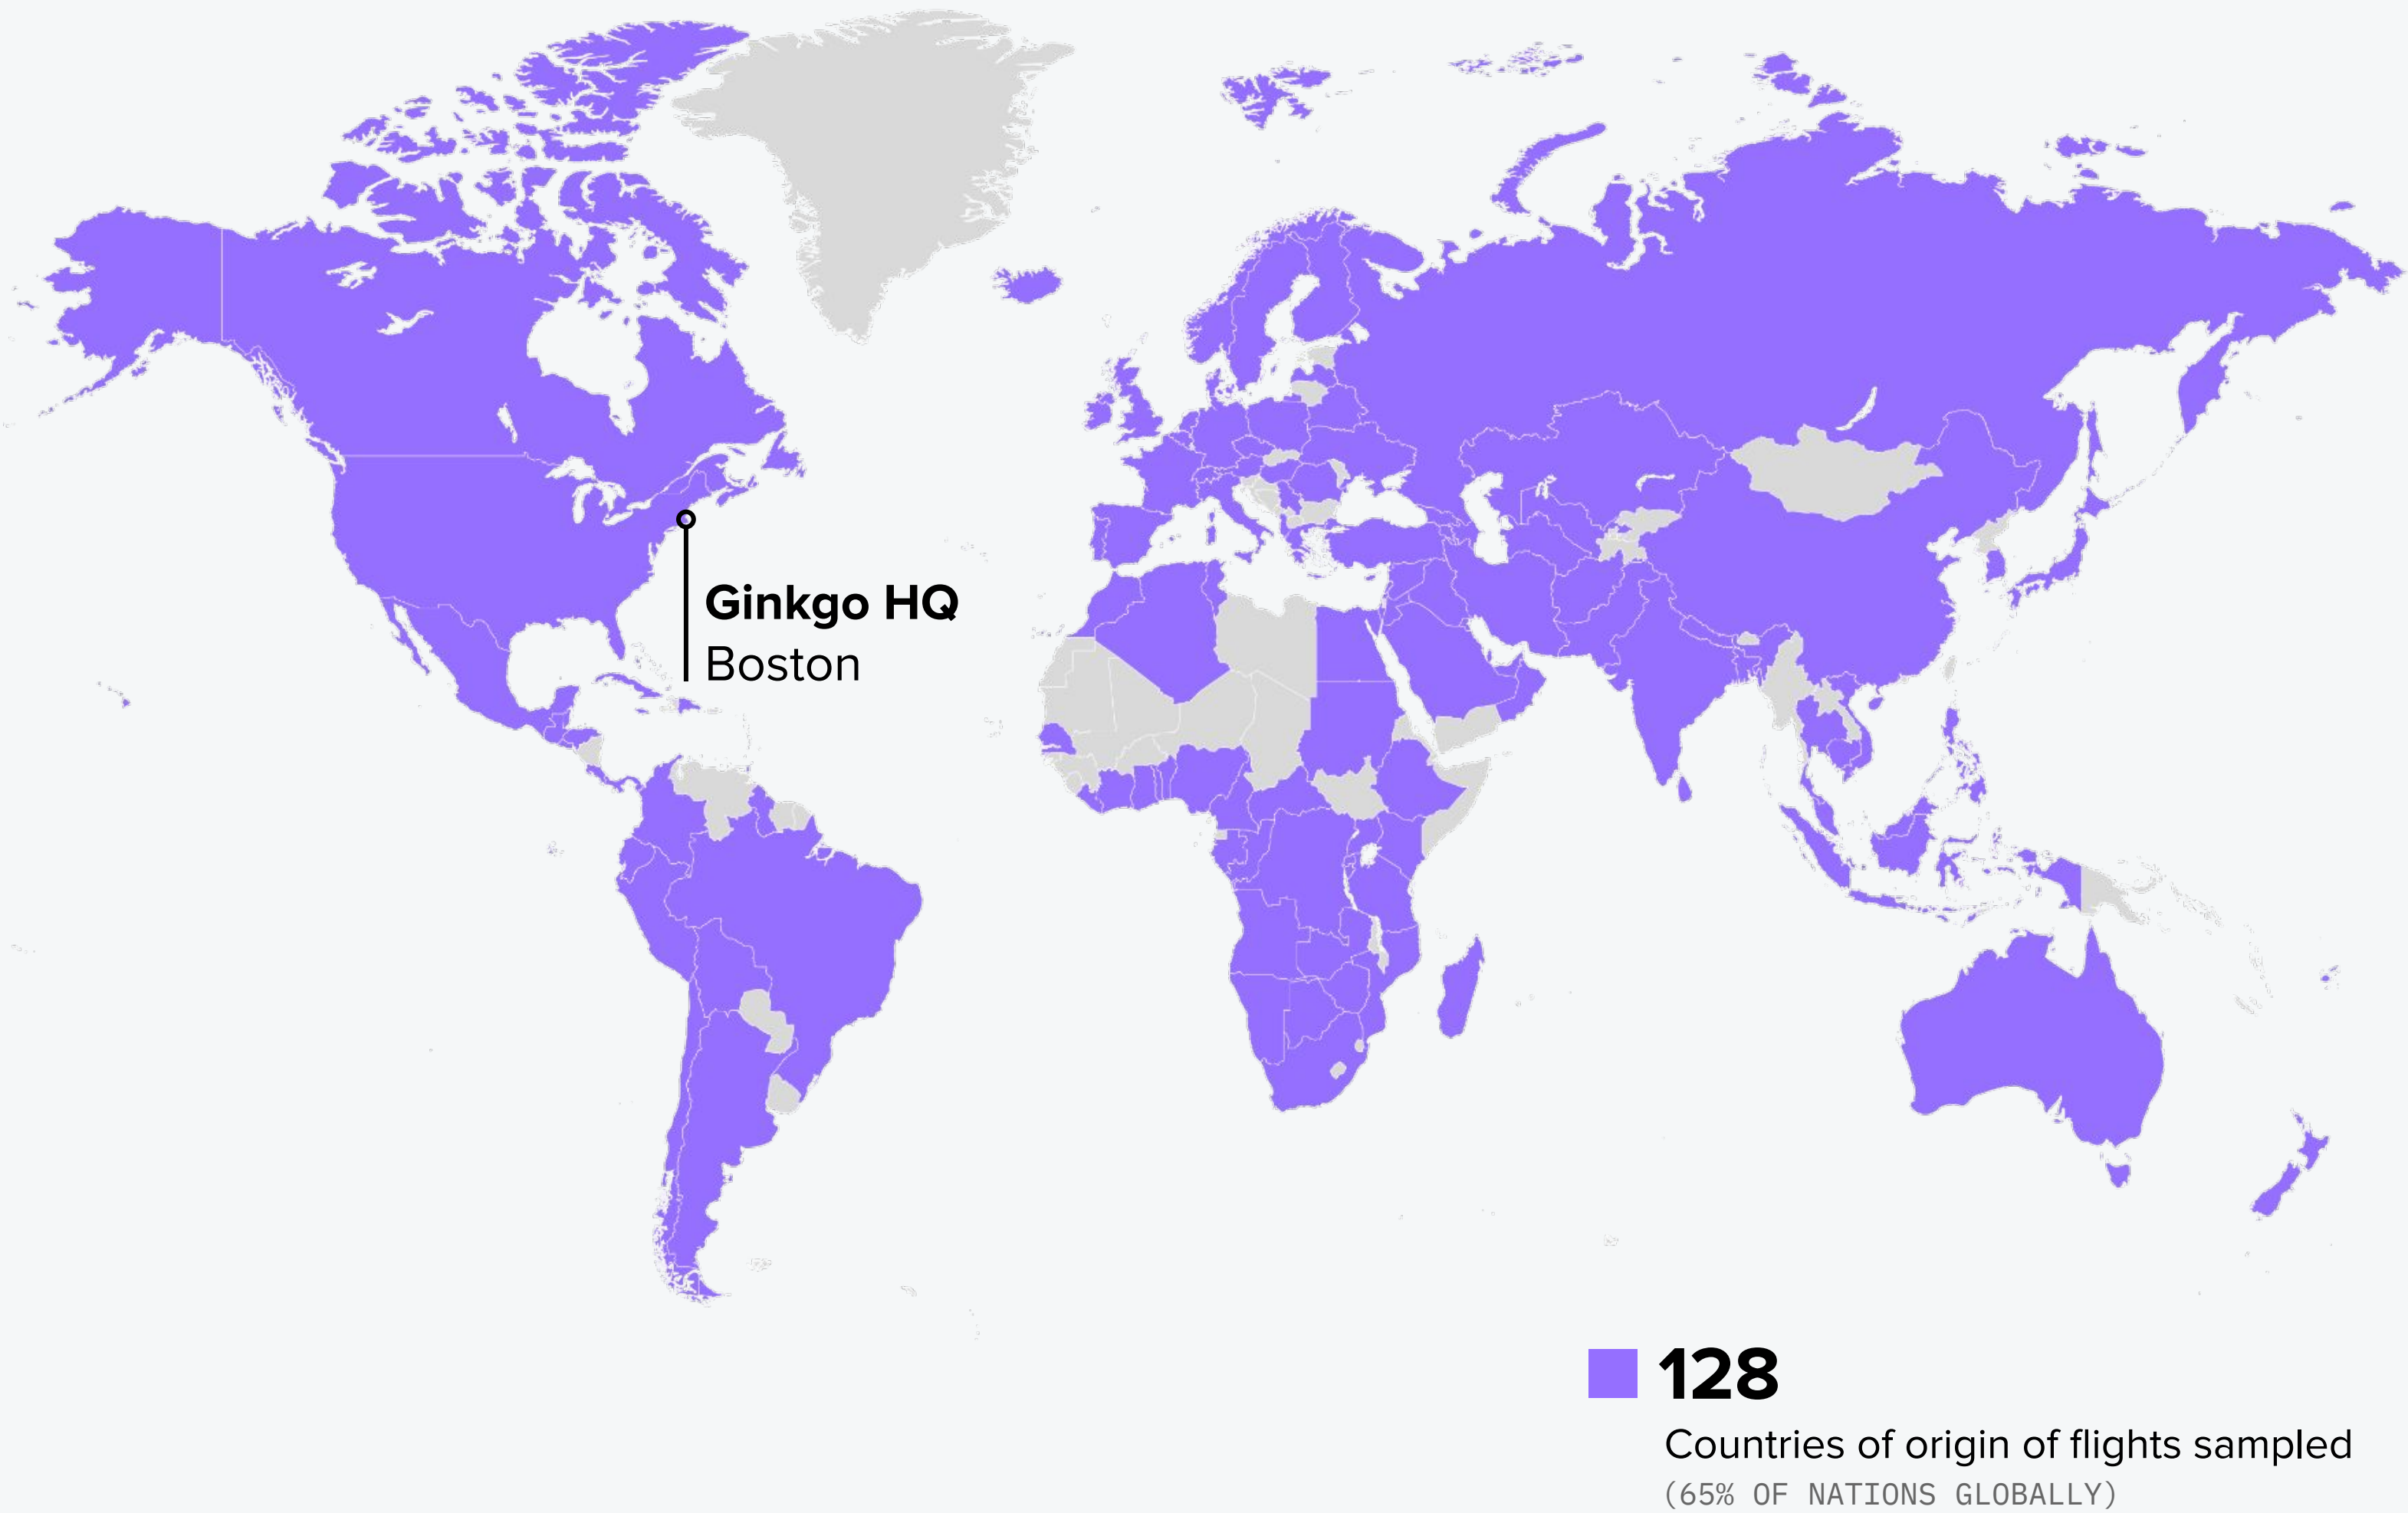 Ginkgo HQ
Boston
128
Countries of origin of flights sampled
(65% OF NATIONS GLOBALLY)